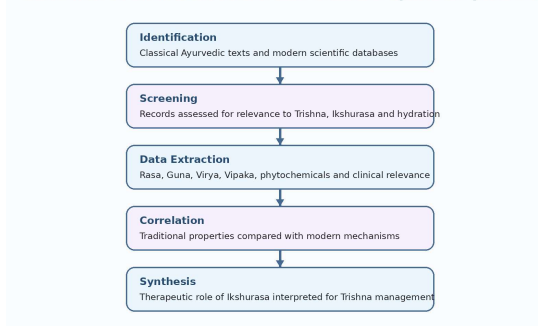 Identification
Classical Ayurvedic texts and modern scientific databases
Screening
Records assessed for relevance to Trishna, Ikshurasa and hydration
Data Extraction
Rasa, Guna, Virya, Vipaka, phytochemicals and clinical relevance
Correlation
Traditional properties compared with modern mechanisms
Synthesis
Therapeutic role of Ikshurasa interpreted for Trishna management